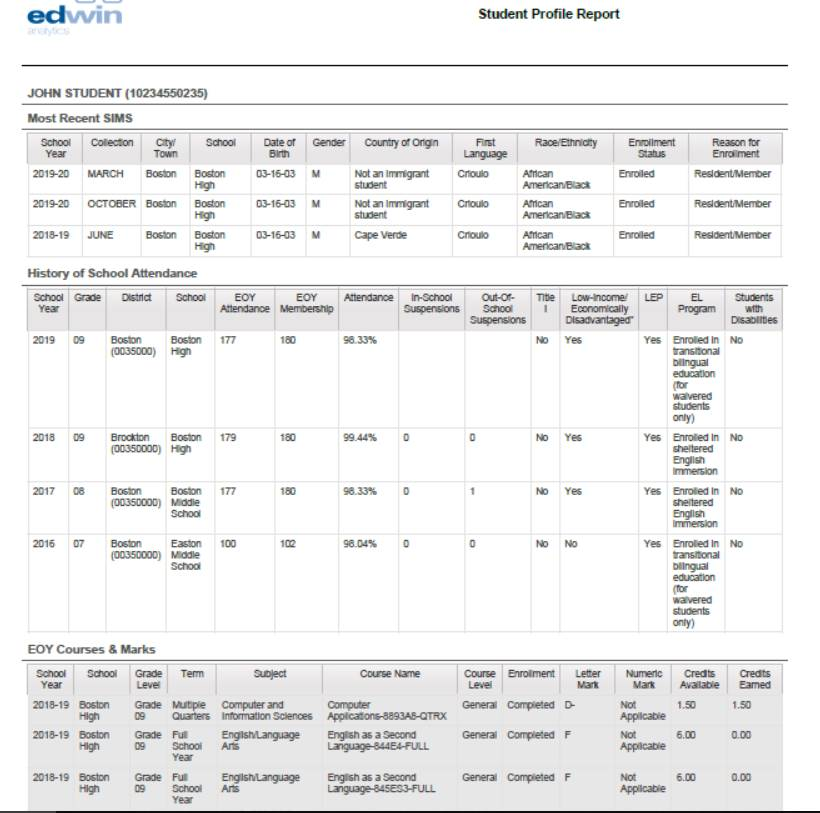 edwin
analytics
Student Profile Report
JOHN STUDENT (10234550235)
Most Recent SIMS
School Year Collection City/Town School Date of Birth Gender Country of Origin First Language Race/Ethnicity Enrollment Status Reason for Enrollment
2019-20 MARCH Boston Boston High 03-16-03 M Not an Immigrant student Crioulo African American/Black Enrolled Resident/Member
2019-20 OCTOBER Boston Boston High 03-16-03 M Not an Immigrant student Crioulo African American/Black Enrolled Resident/Member
2018-19 JUNE Boston Boston High 03-16-03 M Cape Verde Crioulo African American/Black Enrolled Resident/Member
History of School Attendance
School Year Grade District School EOY Attendance EOY Membership Attendance In-School Suspensions Out-Of-School Suspensions Title I Low-Income/Economically Disadvantaged* LEP EL Program Students with Disabilities
2019 09 Boston (0035000) Boston High 177 180 98.33% No Yes Yes Enrolled in transitional bilingual education (for waivered students only) No
2018 09 Brockton (00350000) Boston High 179 180 99.44% 0 0 No Yes Yes Enrolled in sheltered English immersion No
2017 08 Boston (00350000) Boston Middle School 177 180 98.33% 0 1 No Yes Yes Enrolled in sheltered English immersion No
2016 07 Boston (00350000) Easton Middle School 100 102 98.04% 0 0 No No Yes Enrolled in transitional bilingual education (for waivered students only) No
EOY Courses & Marks
School Year School Grade Level Term Subject Course Name Course Level Enrollment Letter Mark Numeric Mark Credits Available Credits Earned
2018-19 Boston High Grade 09 Multiple Quarters Computer and Information Sciences Computer Applications-8893A8-QTRX General Completed D- Not Applicable 1.50 1.50
2018-19 Boston High Grade 09 Full School Year English/Language Arts English as a Second Language-844E4-FULL General Completed F Not Applicable 6.00 0.00
2018-19 Boston High Grade 09 Full School Year English/Language Arts English as a Second Language-845ES3-FULL General Completed F Not Applicable 6.00 0.00